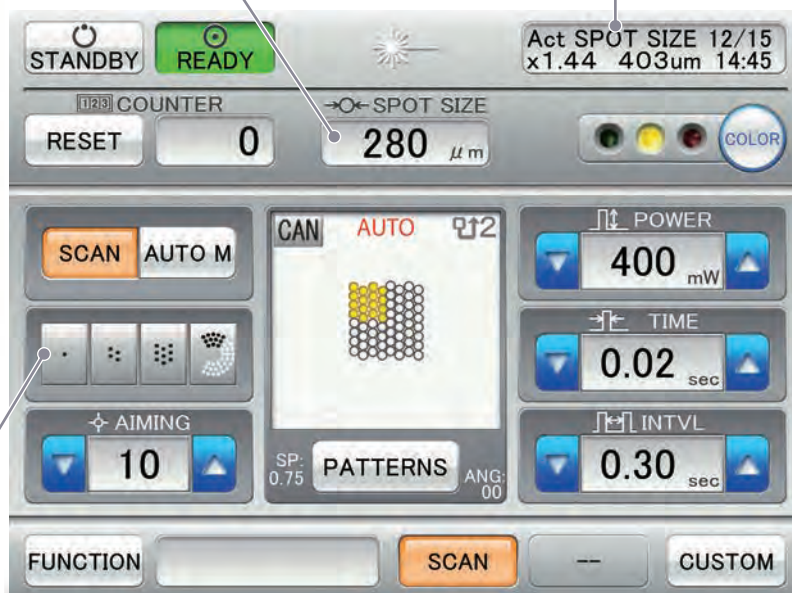 STANDBY READY
Act SPOT SIZE 12/15
x1.44 403um 14:45
123 COUNTER
SPOT SIZE
RESET 0
280 μm
COLOR
SCAN AUTO M
CAN AUTO 2
POWER
400 mW
TIME
0.02 sec
AIMING
10
SP:
0.75
PATTERNS
ANG:
00
INTVL
0.30 sec
FUNCTION SCAN -- CUSTOM